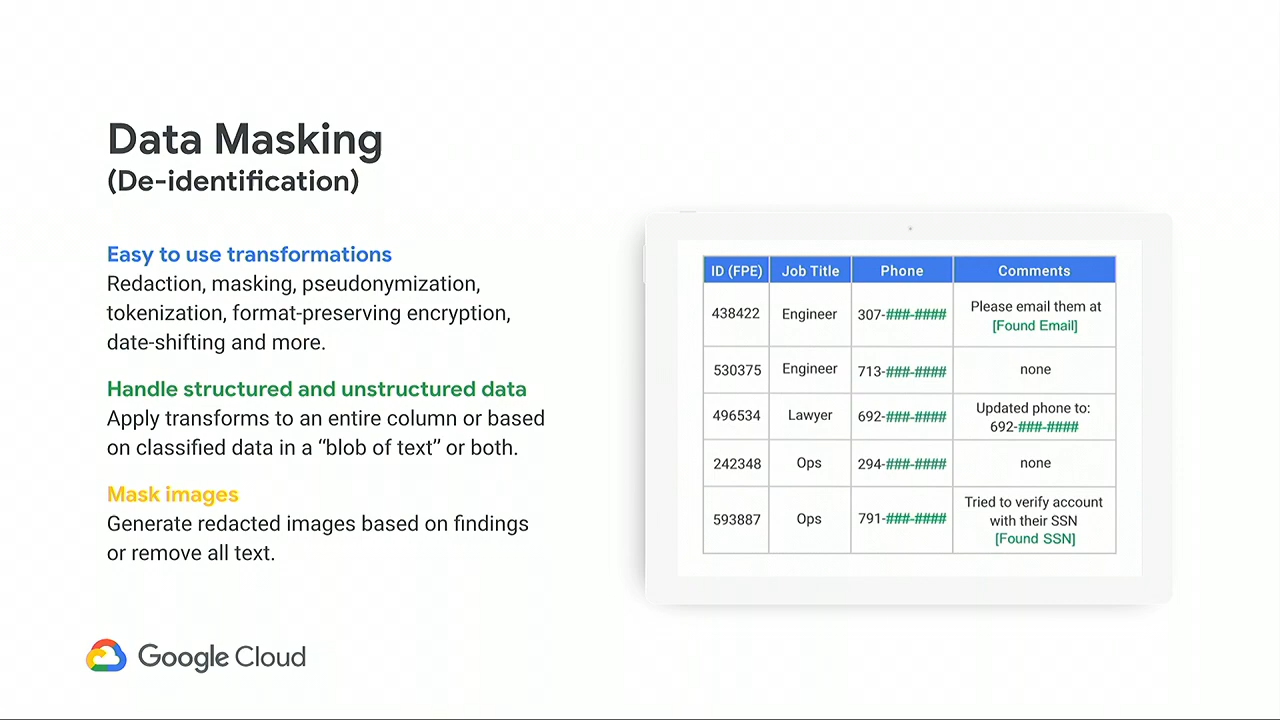 Data Masking
(De-identification)
Easy to use transformations
Redaction, masking, pseudonymization,
tokenization, format-preserving encryption,
date-shifting and more.
Handle structured and unstructured data
Apply transforms to an entire column or based
on classified data in a “blob of text” or both.
Mask images
Generate redacted images based on findings
or remove all text.
ID (FPE) Job Title Phone Comments
438422 Engineer 307-###-#### Please email them at
[Found Email]
530375 Engineer 713-###-#### none
496534 Lawyer 692-###-#### Updated phone to:
692-###-####
242348 Ops 294-###-#### none
593887 Ops 791-###-#### Tried to verify account
with their SSN
[Found SSN]
Google Cloud